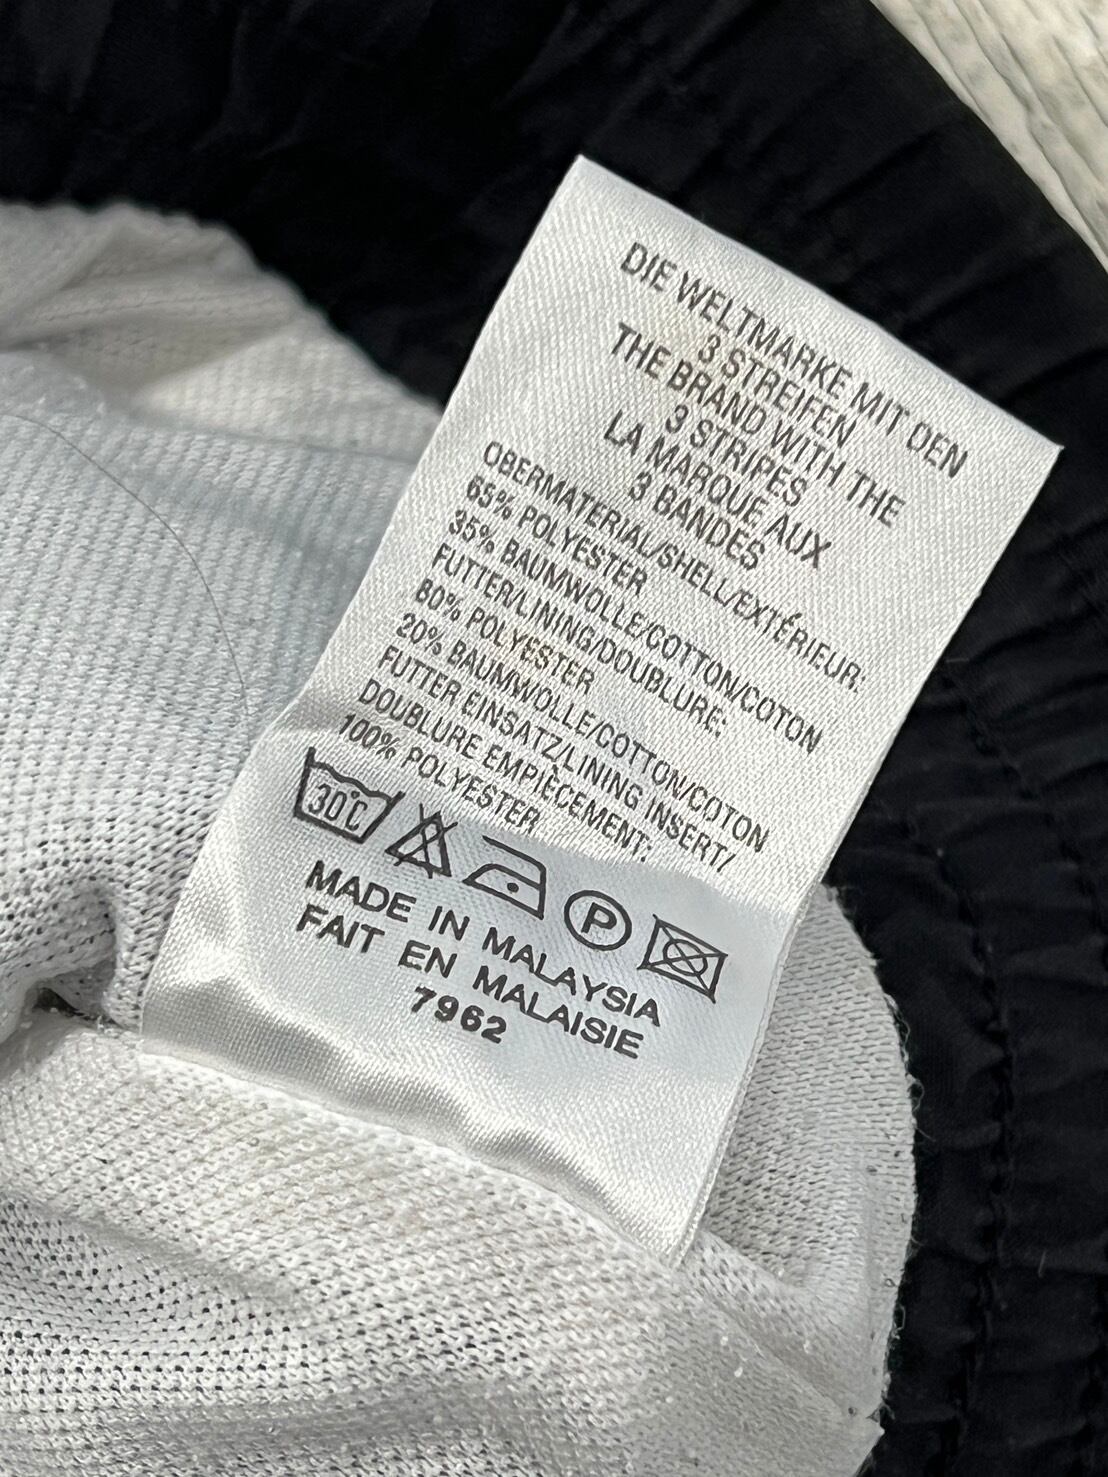 DIE WELTMARKE MIT DEN
3 STREIFEN
THE BRAND WITH THE
3 STRIPES
LA MARQUE AUX
3 BANDES
OBERMATERIAL/SHELL/EXTÉRIEUR:
65% POLYESTER
35% BAUMWOLLE/COTTON/COTON
FUTTER/LINING/DOUBLURE:
80% POLYESTER
20% BAUMWOLLE/COTTON/COTON
FUTTER EINSATZ/LINING INSERT/
DOUBLURE EMPIÈCEMENT:
100% POLYESTER
30°C P
MADE IN MALAYSIA
FAIT EN MALAISIE
7962